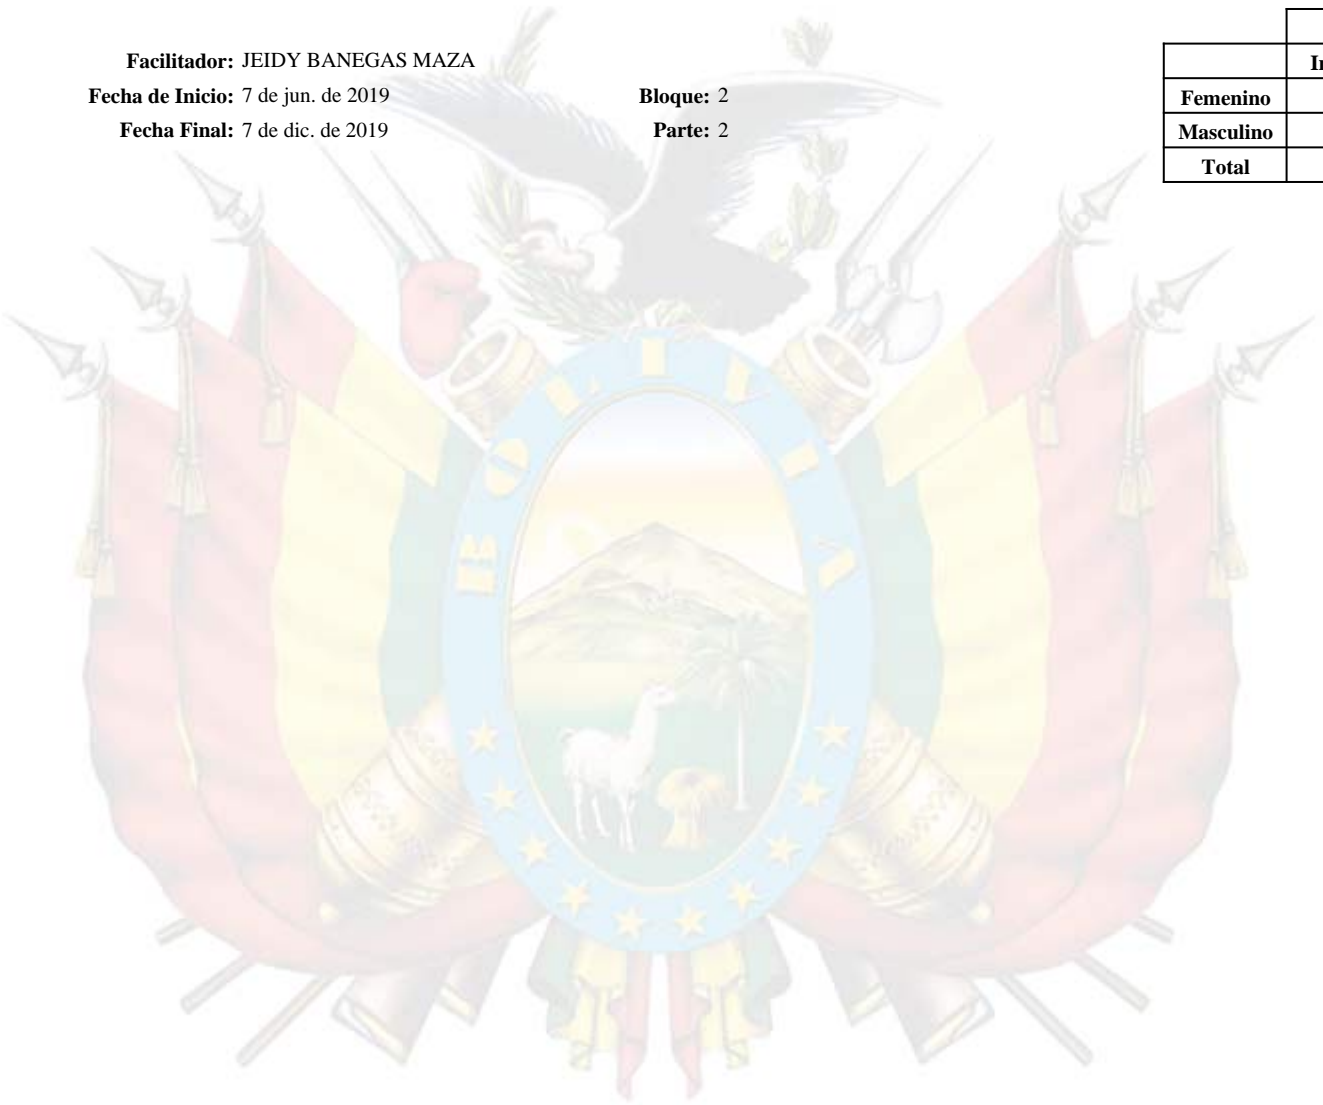 Facilitador: JEIDY BANEGAS MAZA
Fecha de Inicio: 7 de jun. de 2019 Bloque: 2
Fecha Final: 7 de dic. de 2019 Parte: 2
Femenino
Masculino
Total
BOLIVIA